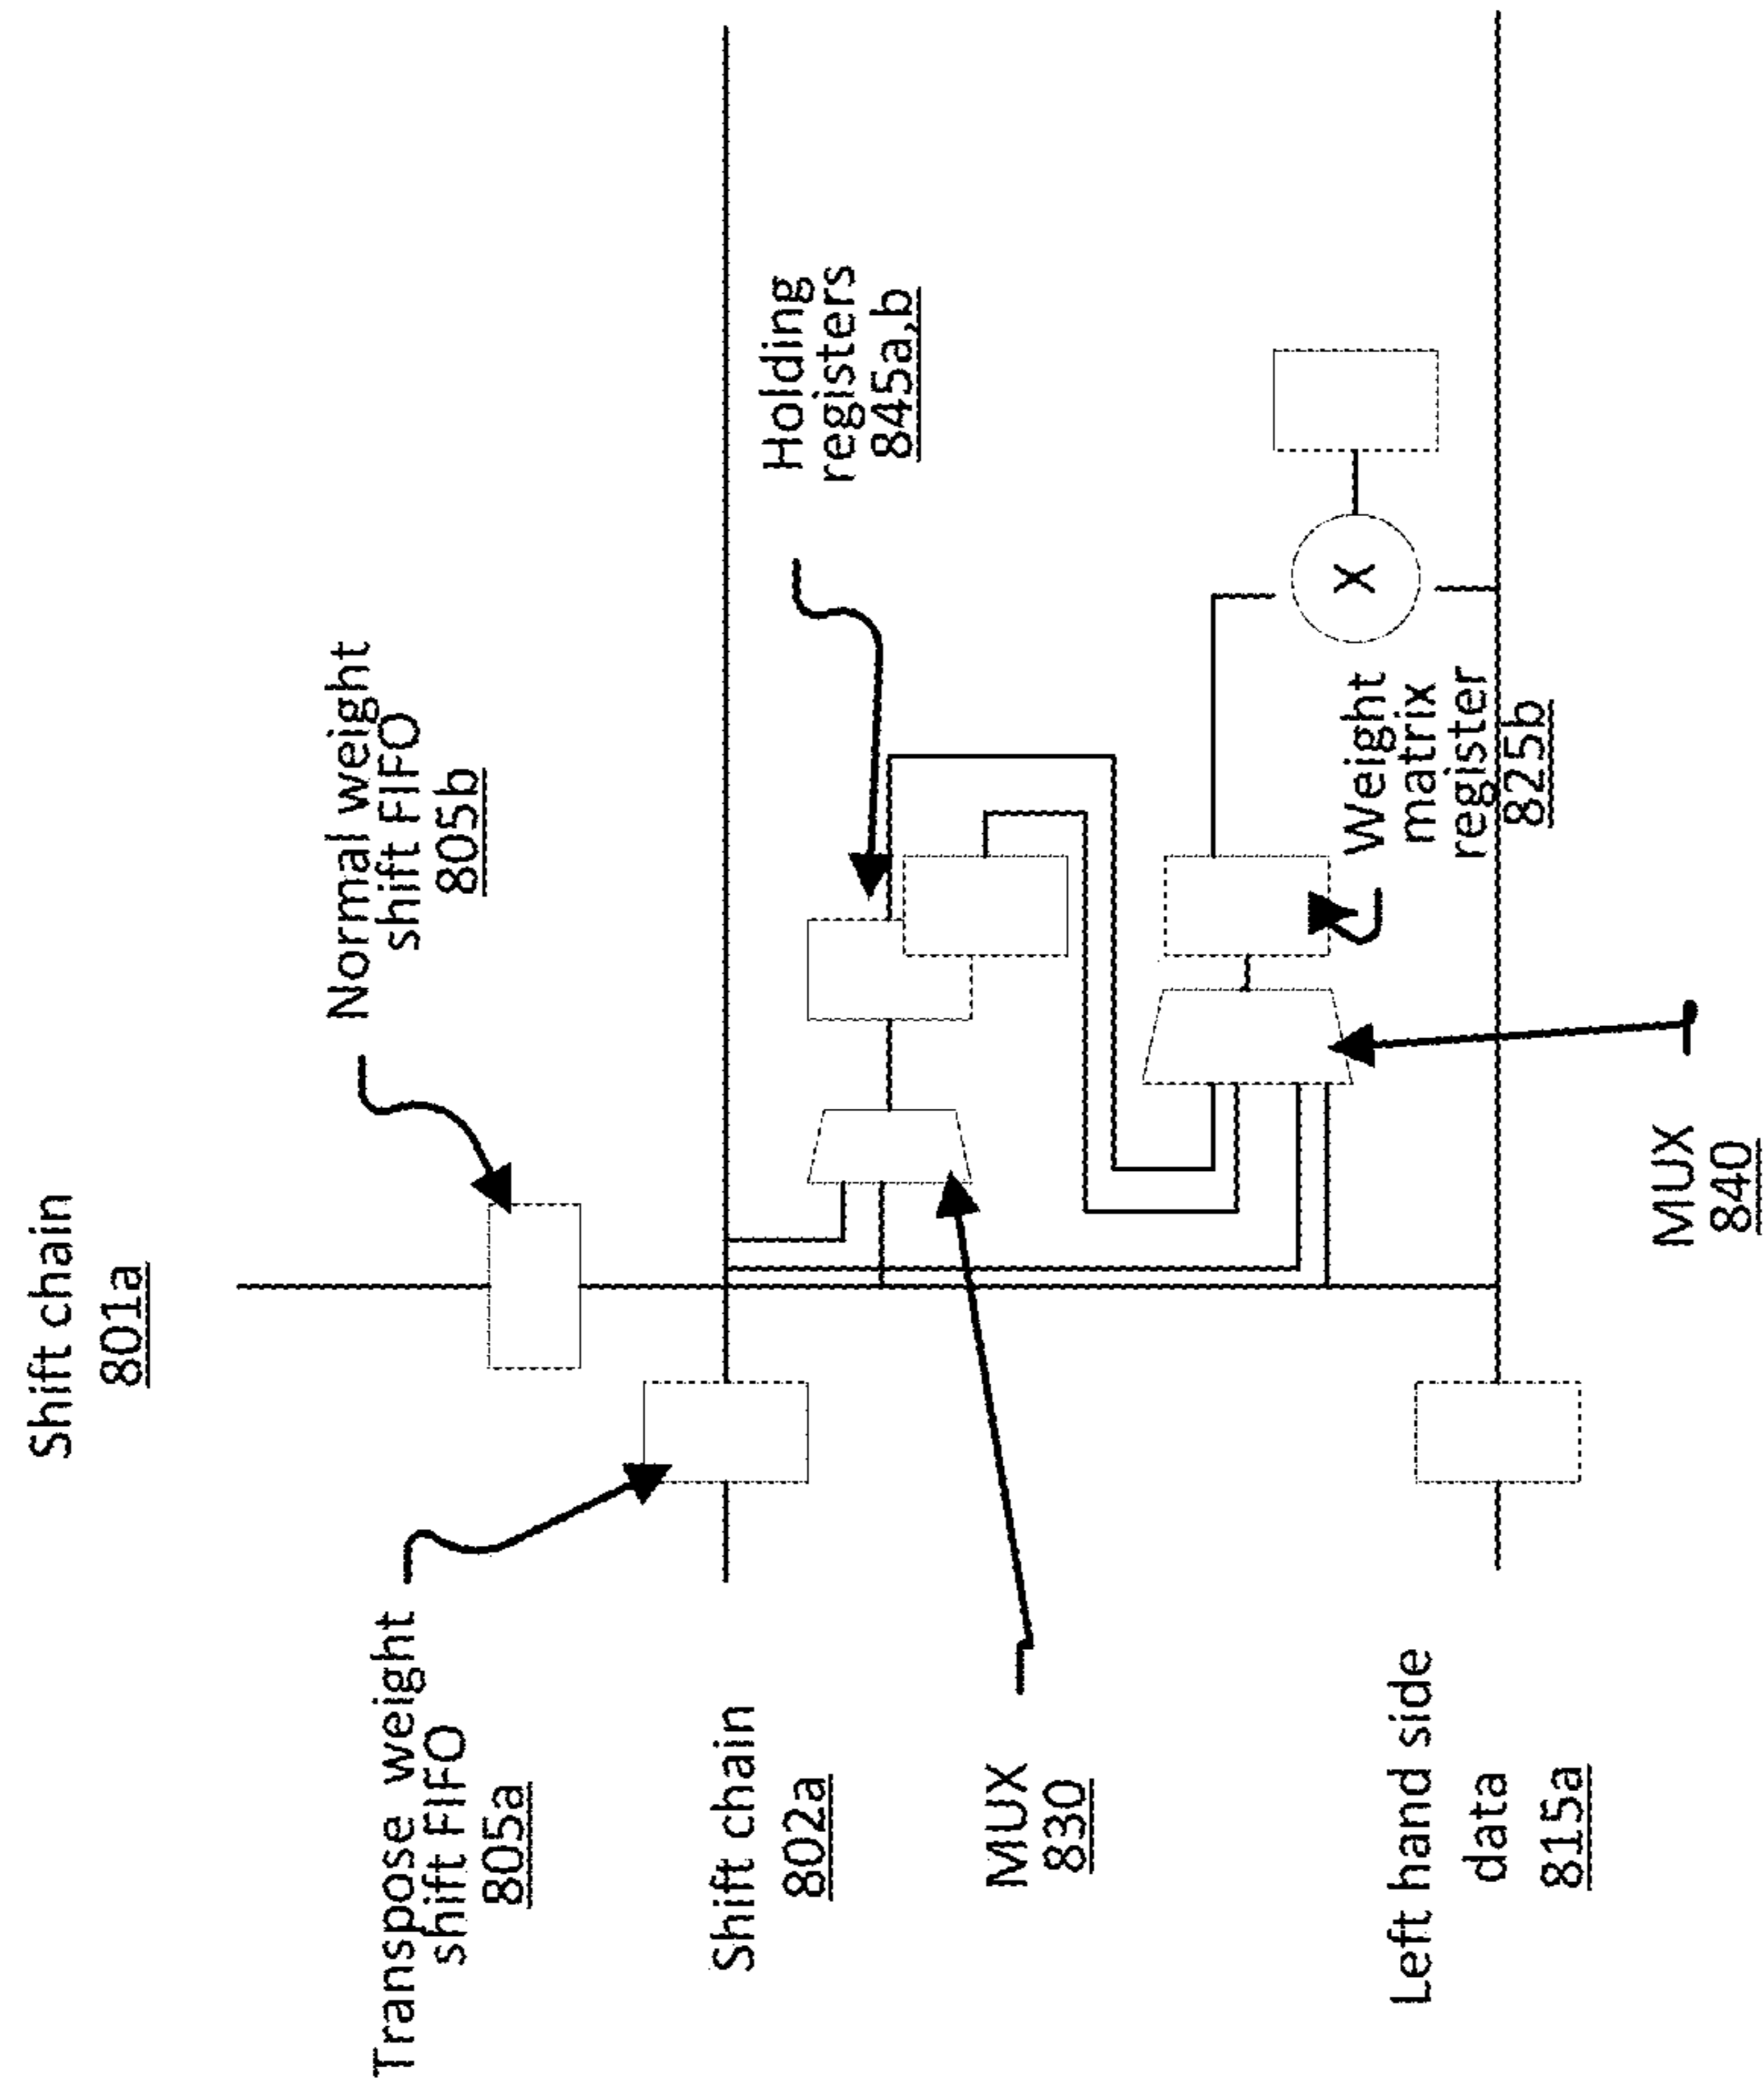 Shift chain
801a
Normal weight
shift FIFO
805b
Transpose weight
shift FIFO
805a
Shift chain
802a
Holding
registers
845a,b
MUX
830
X
Weight
matrix
register
825b
Left hand side
data
815a
MUX
840